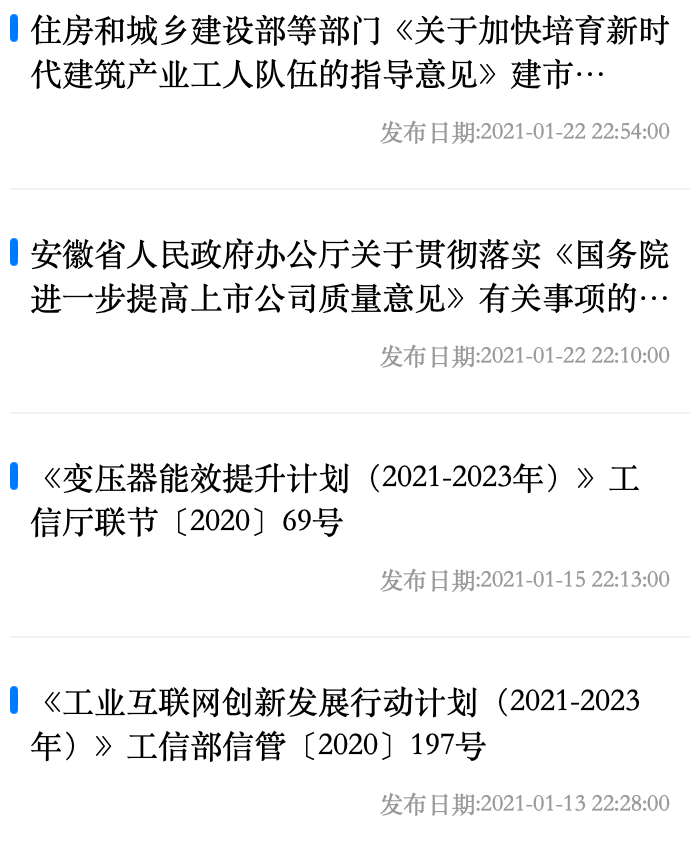 住房和城乡建设部等部门《关于加快培育新时
代建筑产业工人队伍的指导意见》建市…
发布日期:2021-01-22 22:54:00
安徽省人民政府办公厅关于贯彻落实《国务院
进一步提高上市公司质量意见》有关事项的…
发布日期:2021-01-22 22:10:00
《变压器能效提升计划（2021-2023年）》工
信厅联节〔2020〕69号
发布日期:2021-01-15 22:13:00
《工业互联网创新发展行动计划（2021-2023
年）》工信部信管〔2020〕197号
发布日期:2021-01-13 22:28:00